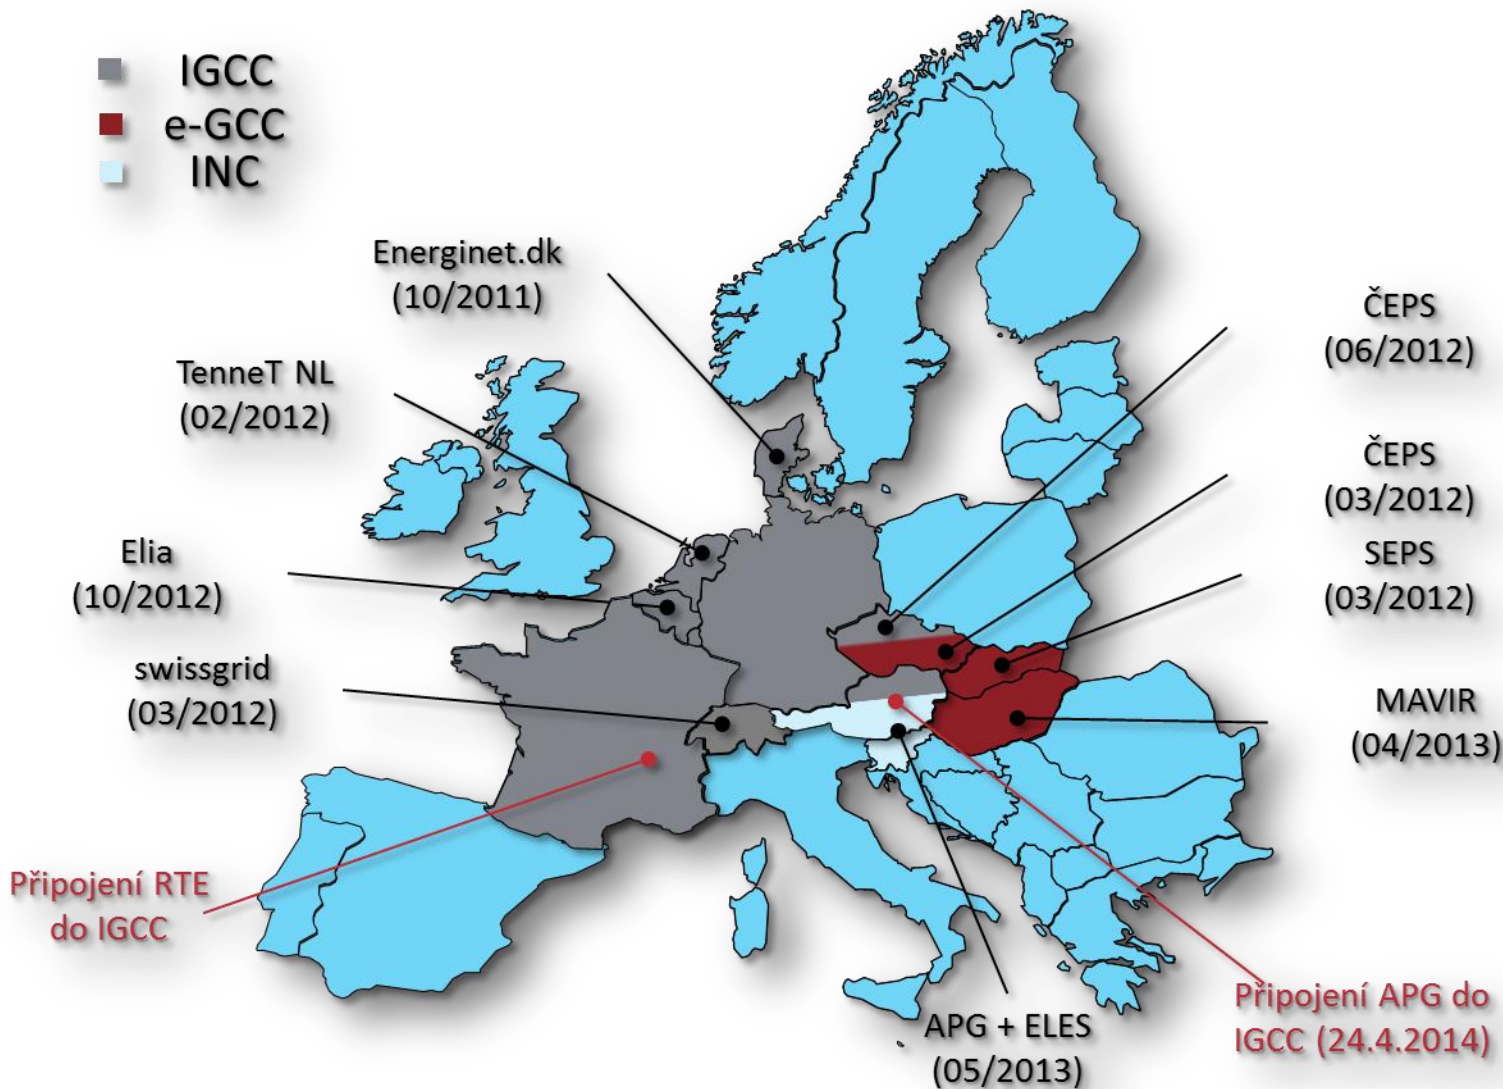 IGCC
e-GCC
INC
Energinet.dk
(10/2011)
TenneT NL
(02/2012)
Elia
(10/2012)
swissgrid
(03/2012)
Připojení RTE
do IGCC
ČEPS
(06/2012)
ČEPS
(03/2012)
SEPS
(03/2012)
MAVIR
(04/2013)
APG + ELES
(05/2013)
Připojení APG do
IGCC (24.4.2014)